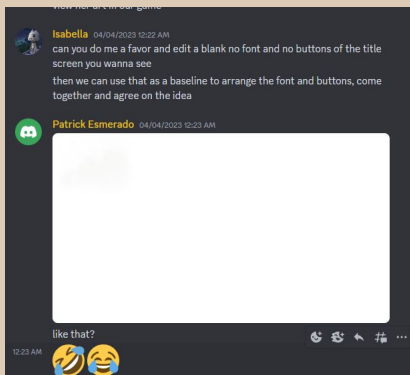 view her art in our game
Isabella 04/04/2023 12:22 AM
can you do me a favor and edit a blank no font and no buttons of the title
screen you wanna see
then we can use that as a baseline to arrange the font and buttons, come
together and agree on the idea
Patrick Esmerado 04/04/2023 12:23 AM
like that?
12:23 AM